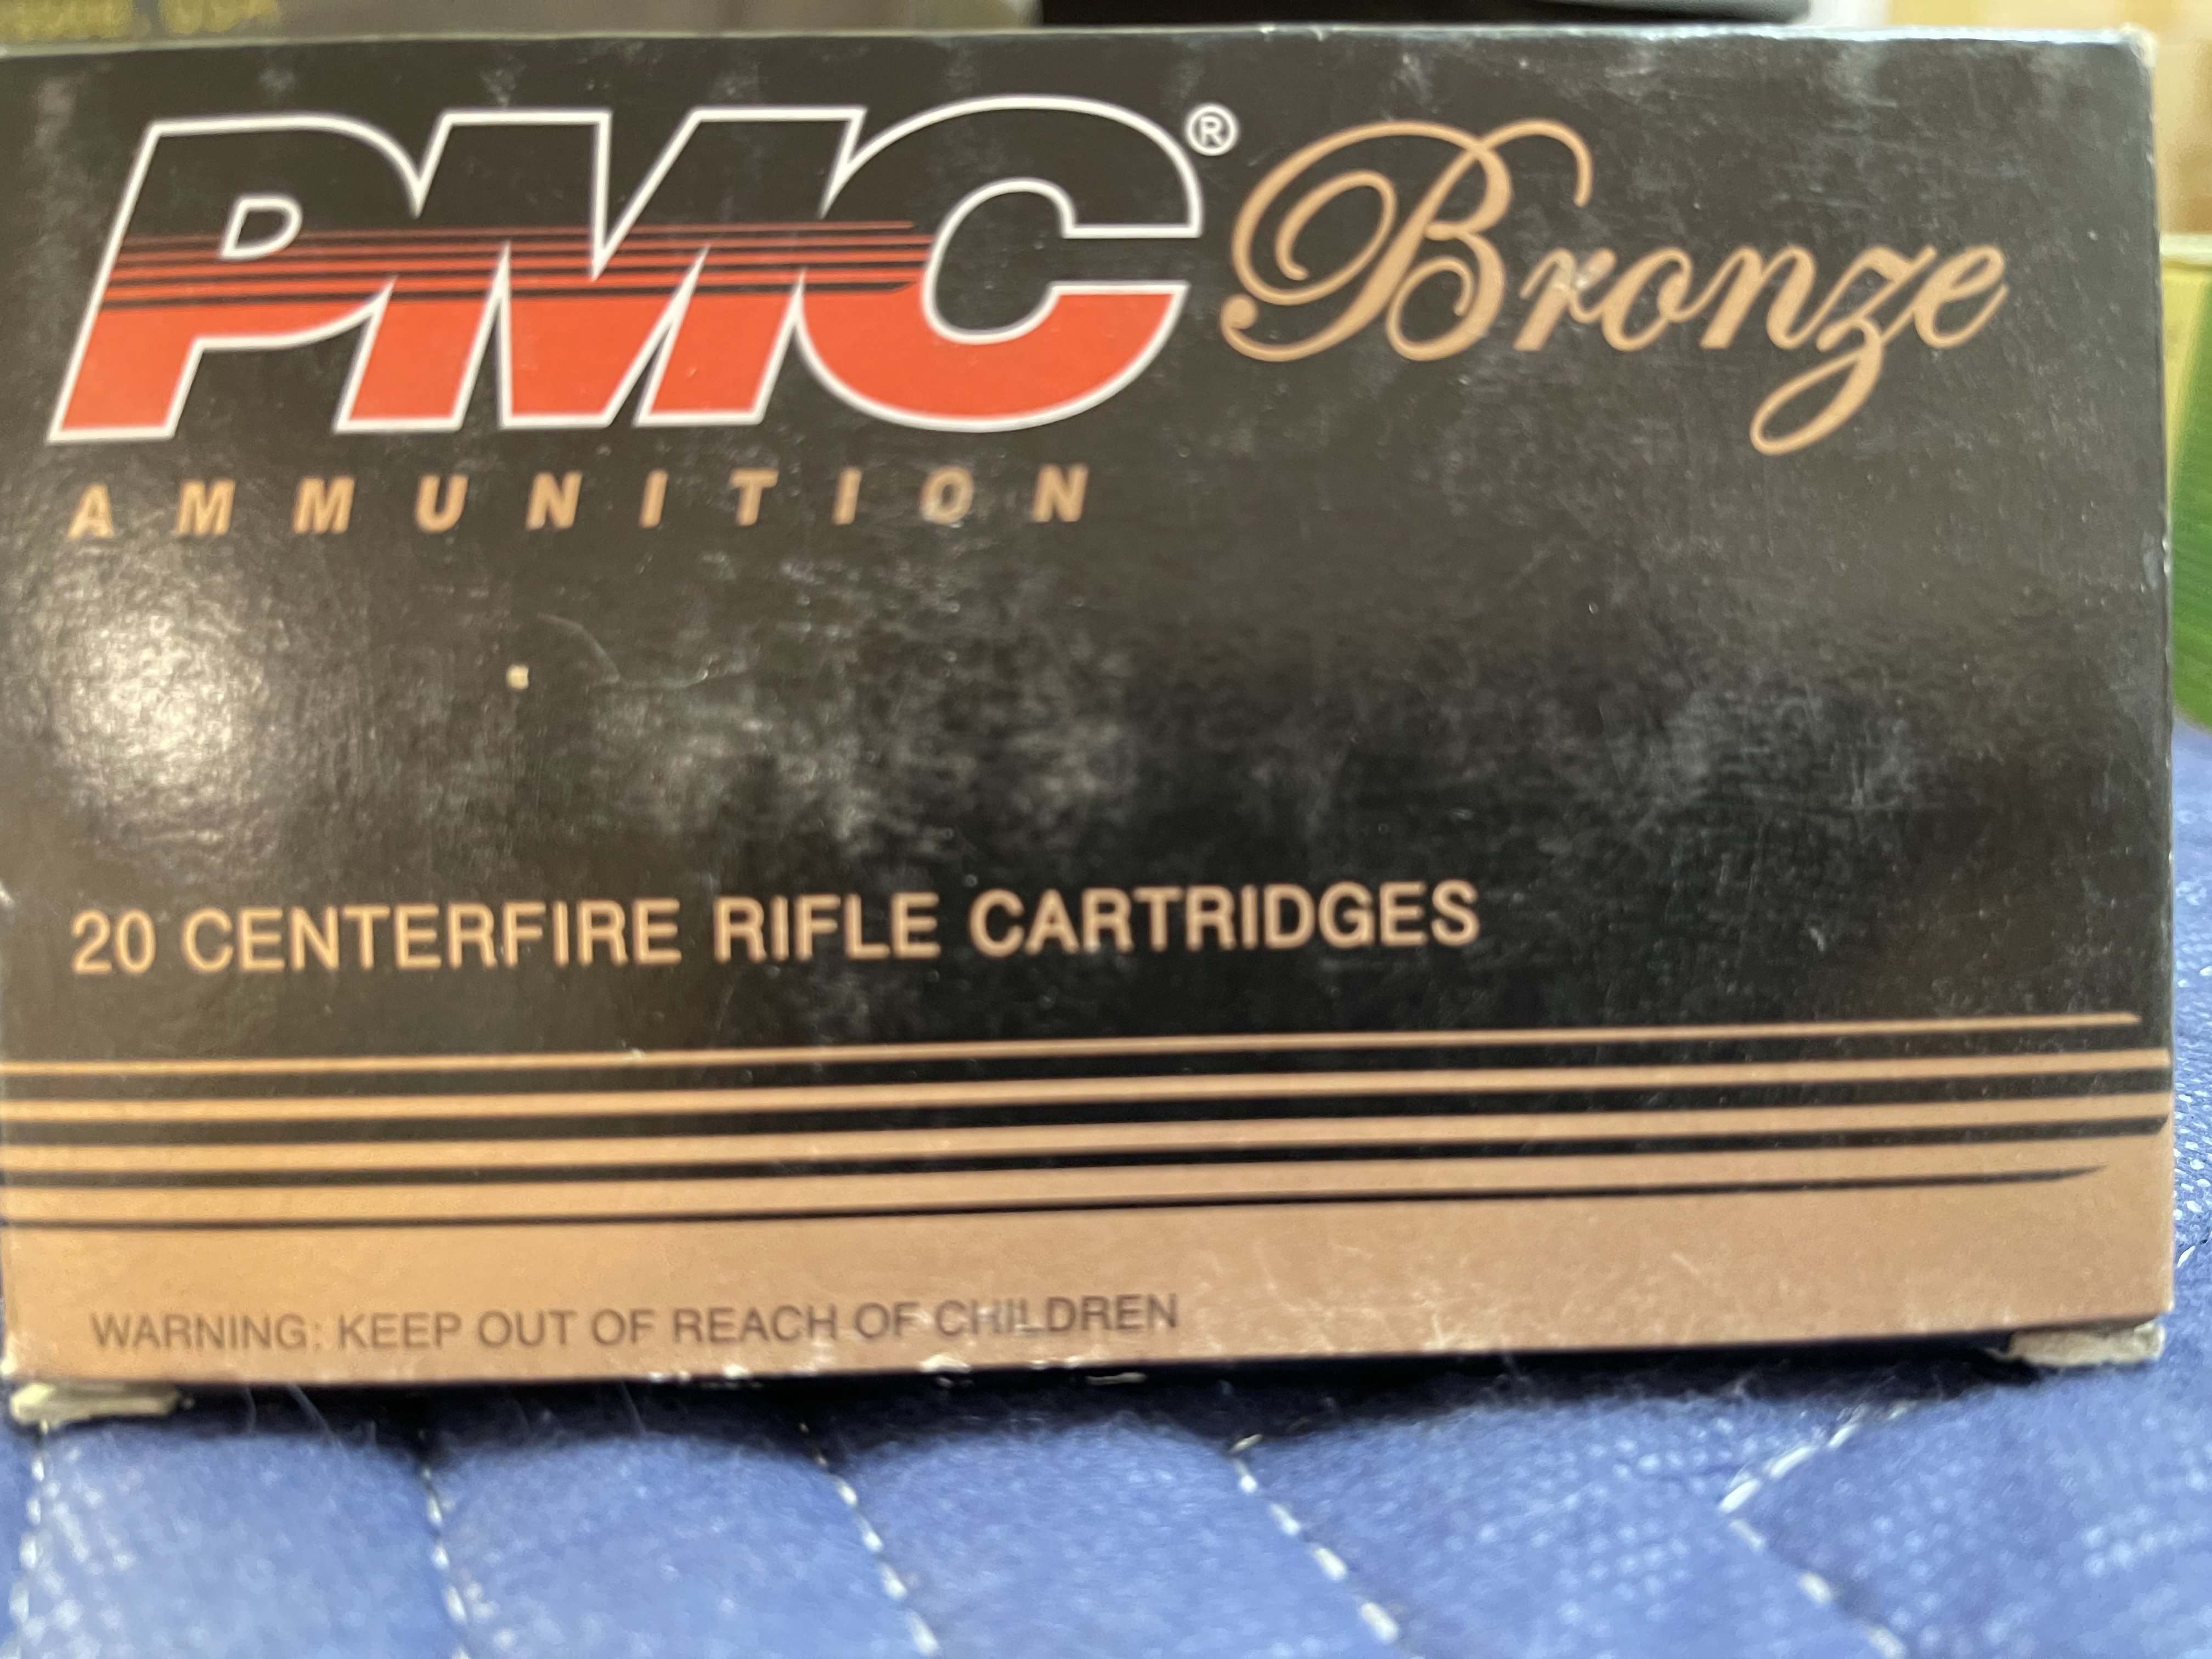 PMC® Bronze
AMMUNITION
20 CENTERFIRE RIFLE CARTRIDGES
WARNING: KEEP OUT OF REACH OF CHILDREN